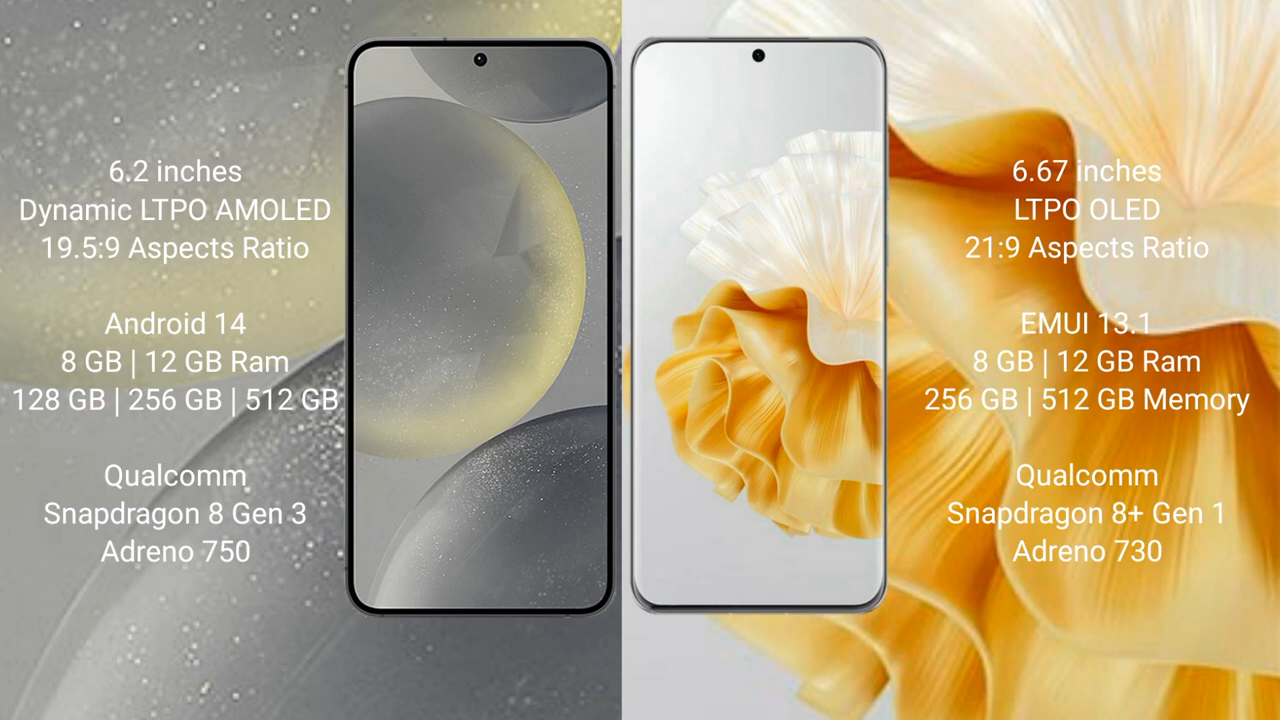 6.2 inches
Dynamic LTPO AMOLED
19.5:9 Aspects Ratio
Android 14
8 GB | 12 GB Ram
128 GB | 256 GB | 512 GB
Qualcomm
Snapdragon 8 Gen 3
Adreno 750
6.67 inches
LTPO OLED
21:9 Aspects Ratio
EMUI 13.1
8 GB | 12 GB Ram
256 GB | 512 GB Memory
Qualcomm
Snapdragon 8+ Gen 1
Adreno 730